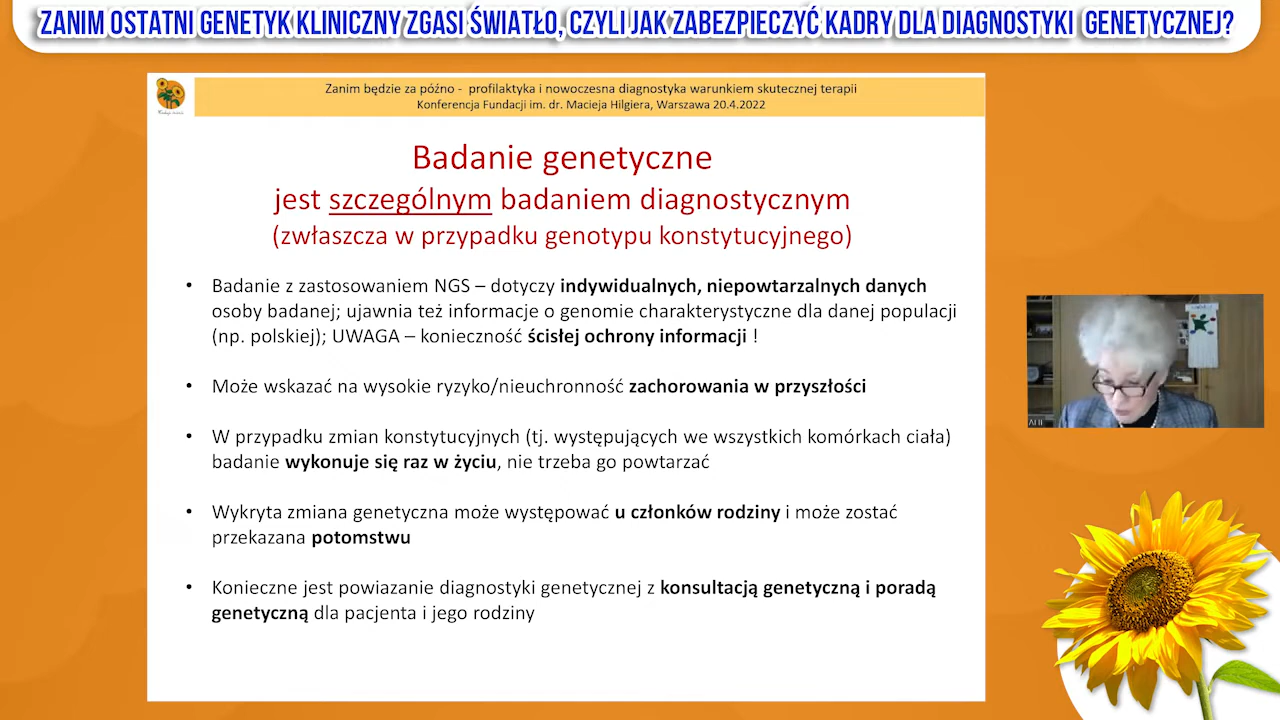 ZANIM OSTATNI GENETYK KLINICZNY ZGASI ŚWIATŁO, CZYLI JAK ZABEZPIECZYĆ KADRY DLA DIAGNOSTYKI GENETYCZNEJ?
Zanim będzie za późno - profilaktyka i nowoczesna diagnostyka warunkiem skutecznej terapii
Konferencja Fundacji im. dr. Macieja Hilgiera, Warszawa 20.4.2022
Badanie genetyczne
jest szczególnym badaniem diagnostycznym
(zwłaszcza w przypadku genotypu konstytucyjnego)
• Badanie z zastosowaniem NGS – dotyczy indywidualnych, niepowtarzalnych danych
osoby badanej; ujawnia też informacje o genomie charakterystyczne dla danej populacji
(np. polskiej); UWAGA – konieczność ścisłej ochrony informacji !
• Może wskazać na wysokie ryzyko/nieuchronność zachorowania w przyszłości
• W przypadku zmian konstytucyjnych (tj. występujących we wszystkich komórkach ciała)
badanie wykonuje się raz w życiu, nie trzeba go powtarzać
• Wykryta zmiana genetyczna może występować u członków rodziny i może zostać
przekazana potomstwu
• Konieczne jest powiazanie diagnostyki genetycznej z konsultacją genetyczną i poradą
genetyczną dla pacjenta i jego rodziny